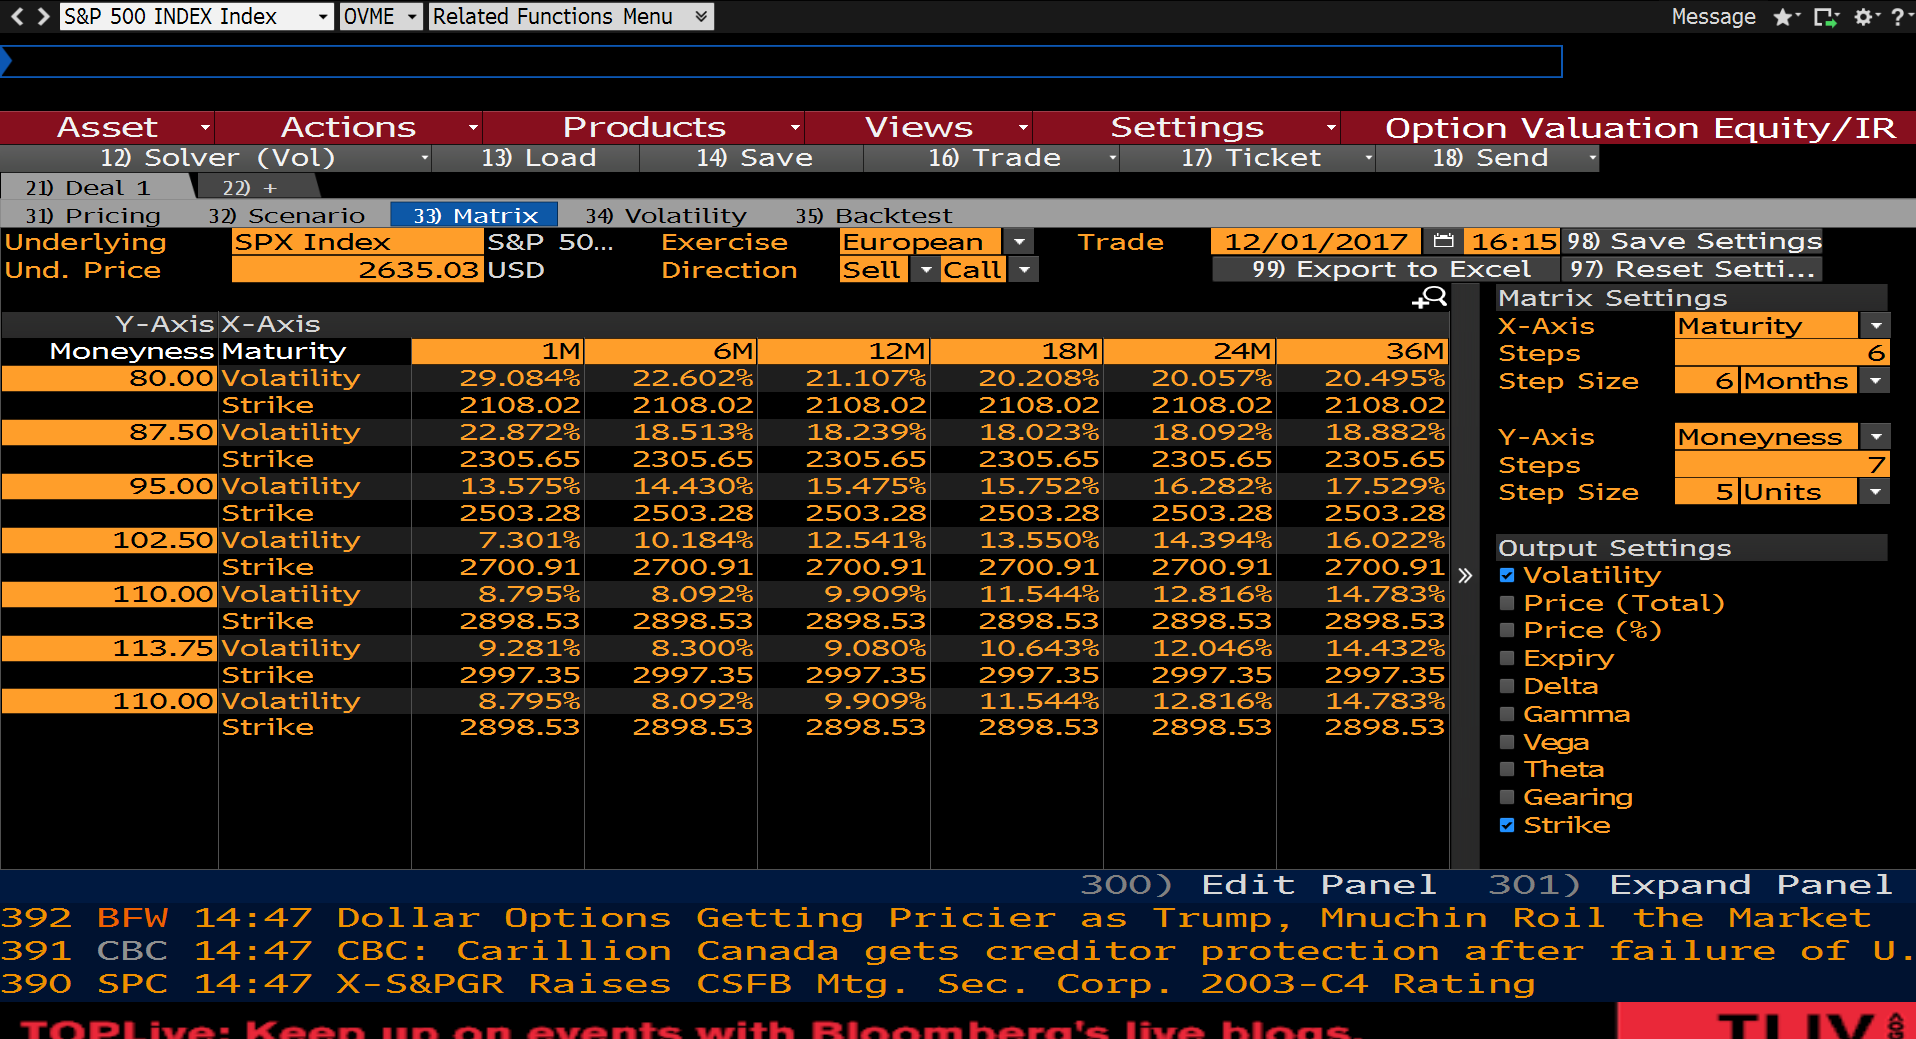 S&P 500 INDEX Index OVME Related Functions Menu Message ?
Asset Actions Products Views Settings Option Valuation Equity/IR
12) Solver (Vol) 13) Load 14) Save 16) Trade 17) Ticket 18) Send
21) Deal 1 22) +
31) Pricing 32) Scenario 33) Matrix 34) Volatility 35) Backtest
Underlying SPX Index S&P 50... Exercise European Trade 12/01/2017 16:15 98) Save Settings
Und. Price 2635.03 USD Direction Sell Call 99) Export to Excel 97) Reset Setti...
Y-Axis X-Axis
Moneyness Maturity 1M 6M 12M 18M 24M 36M
80.00 Volatility 29.084% 22.602% 21.107% 20.208% 20.057% 20.495%
Strike 2108.02 2108.02 2108.02 2108.02 2108.02 2108.02
87.50 Volatility 22.872% 18.513% 18.239% 18.023% 18.092% 18.882%
Strike 2305.65 2305.65 2305.65 2305.65 2305.65 2305.65
95.00 Volatility 13.575% 14.430% 15.475% 15.752% 16.282% 17.529%
Strike 2503.28 2503.28 2503.28 2503.28 2503.28 2503.28
102.50 Volatility 7.301% 10.184% 12.541% 13.550% 14.394% 16.022%
Strike 2700.91 2700.91 2700.91 2700.91 2700.91 2700.91
110.00 Volatility 8.795% 8.092% 9.909% 11.544% 12.816% 14.783%
Strike 2898.53 2898.53 2898.53 2898.53 2898.53 2898.53
113.75 Volatility 9.281% 8.300% 9.080% 10.643% 12.046% 14.432%
Strike 2997.35 2997.35 2997.35 2997.35 2997.35 2997.35
110.00 Volatility 8.795% 8.092% 9.909% 11.544% 12.816% 14.783%
Strike 2898.53 2898.53 2898.53 2898.53 2898.53 2898.53
Matrix Settings
X-Axis Maturity
Steps 6
Step Size 6 Months
Y-Axis Moneyness
Steps 7
Step Size 5 Units
Output Settings
Volatility
Price (Total)
Price (%)
Expiry
Delta
Gamma
Vega
Theta
Gearing
Strike
300) Edit Panel 301) Expand Panel
392 BFW 14:47 Dollar Options Getting Pricier as Trump, Mnuchin Roil the Market
391 CBC 14:47 CBC: Carillion Canada gets creditor protection after failure of U.
390 SPC 14:47 X-S&PGR Raises CSFB Mtg. Sec. Corp. 2003-C4 Rating
TOPLive: Keep up on events with Bloomberg's live blogs.